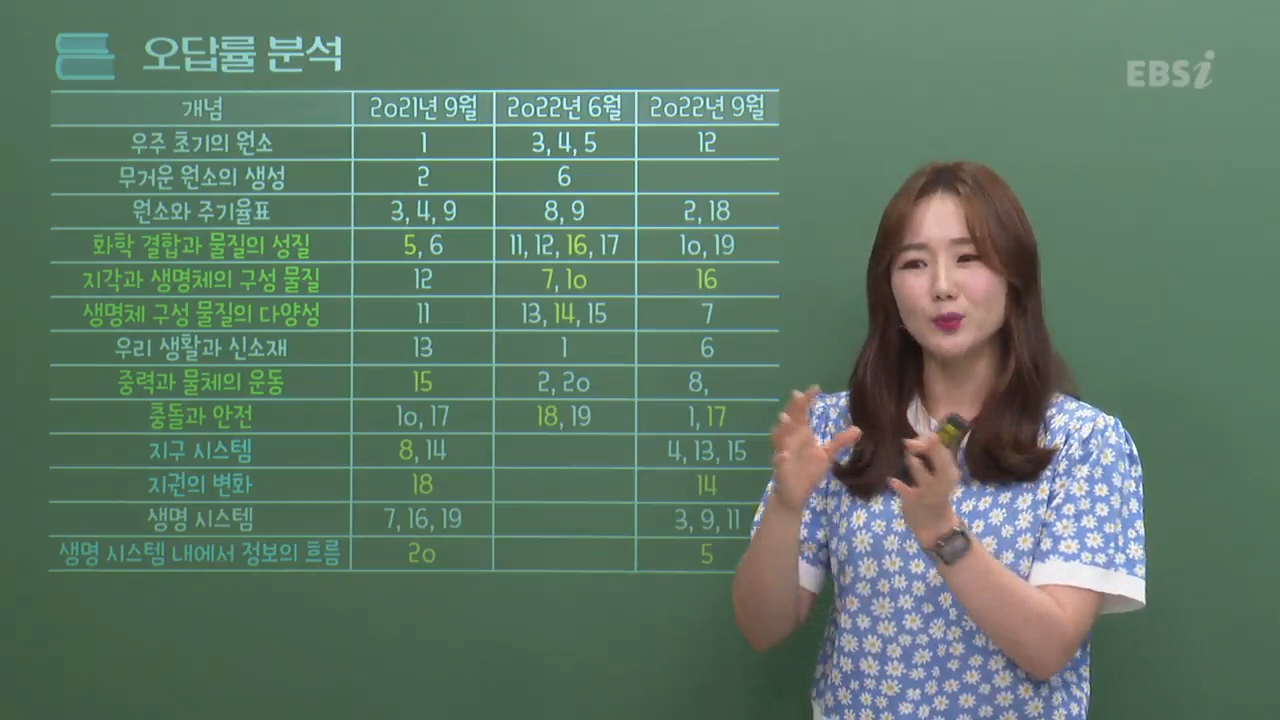 오답률 분석
EBSi
개념 2021년 9월 2022년 6월 2022년 9월
우주 초기의 원소 1 3, 4, 5 12
무거운 원소의 생성 2 6
원소와 주기율표 3, 4, 9 8, 9 2, 18
화학 결합과 물질의 성질 5, 6 11, 12, 16, 17 10, 19
지각과 생명체의 구성 물질 12 7, 10 16
생명체 구성 물질의 다양성 11 13, 14, 15 7
우리 생활과 신소재 13 1 6
중력과 물체의 운동 15 2, 20 8,
충돌과 안전 10, 17 18, 19 1, 17
지구 시스템 8, 14 4, 13, 15
지권의 변화 18 14
생명 시스템 7, 16, 19 3, 9, 11
생명 시스템 내에서 정보의 흐름 20 5